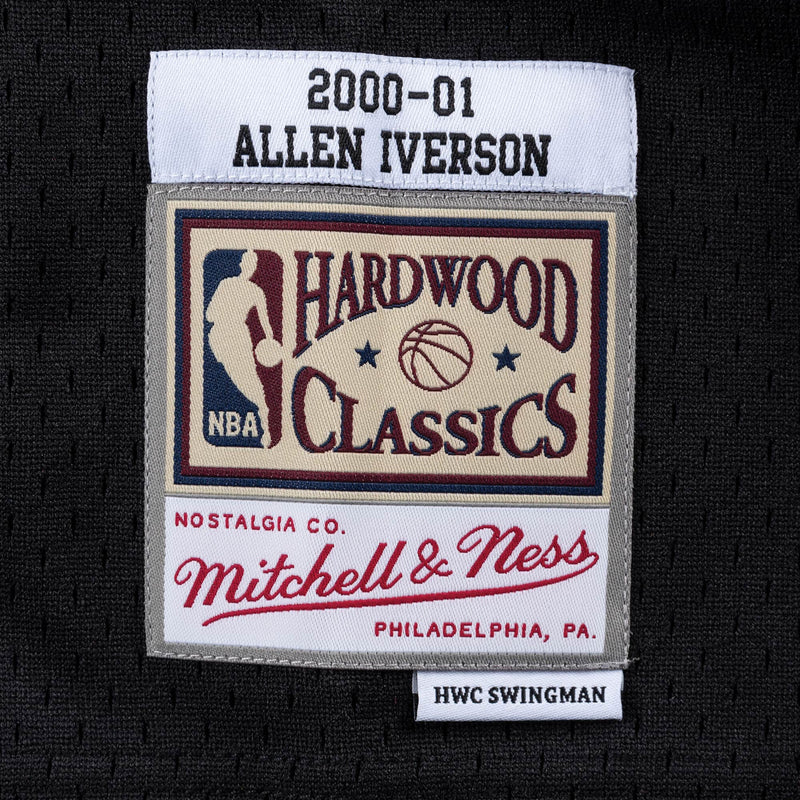 2000-01
ALLEN IVERSON
HARDWOOD
CLASSICS
NBA
NOSTALGIA CO.
Mitchell & Ness
PHILADELPHIA, PA.
HWC SWINGMAN